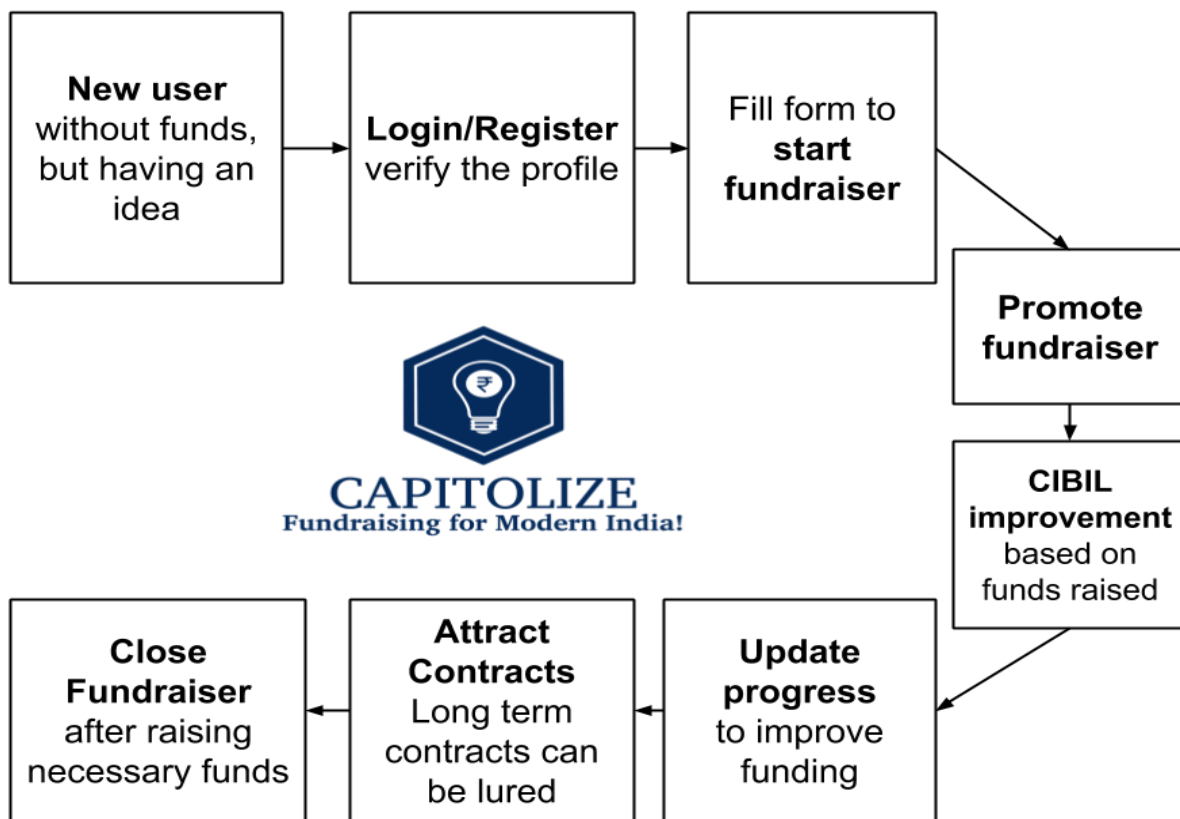 New user
without funds,
but having an
idea
Login/Register
verify the profile
Fill form to
start
fundraiser
Promote
fundraiser
CIBIL
improvement
based on
funds raised
Update
progress
to improve
funding
Attract
Contracts
Long term
contracts can
be lured
Close
Fundraiser
after raising
necessary funds
₹
CAPITOLIZE
Fundraising for Modern India!